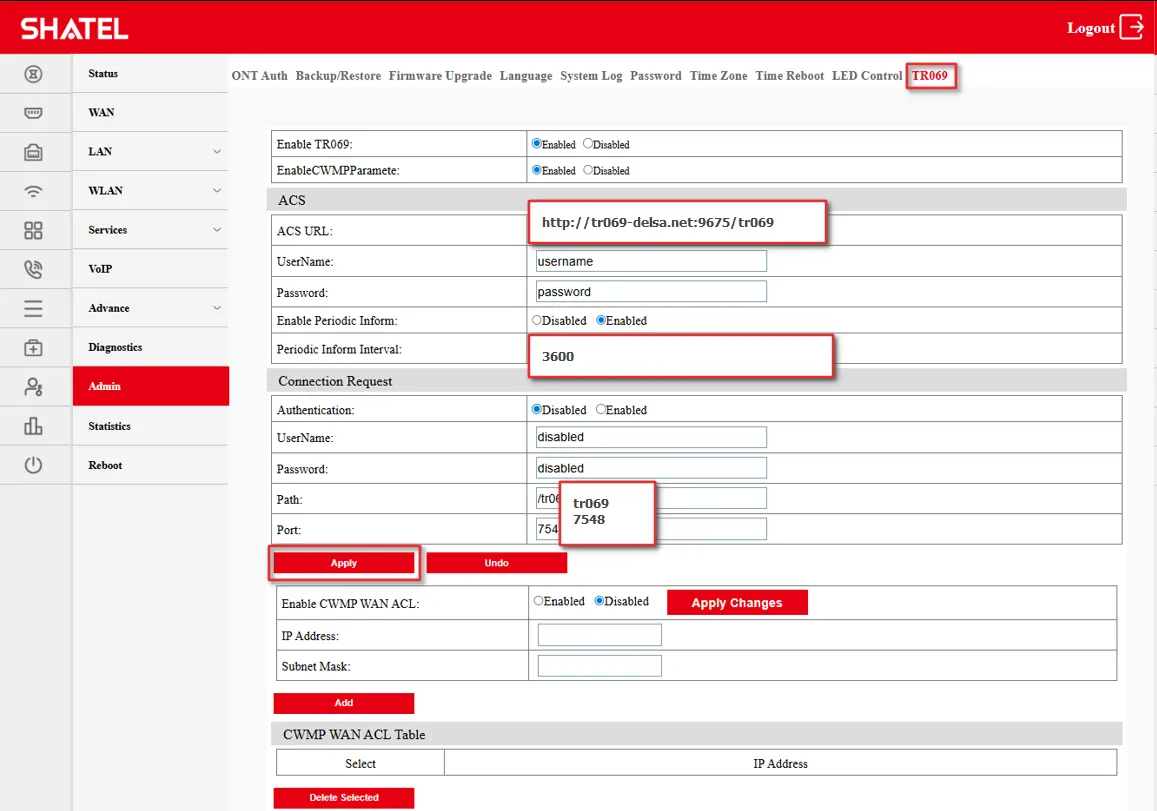 SHATEL
Logout
Status
WAN
LAN
WLAN
Services
VoIP
Advance
Diagnostics
Admin
Statistics
Reboot
ONT Auth Backup/Restore Firmware Upgrade Language System Log Password Time Zone Time Reboot LED Control TR069
Enable TR069: Enabled Disabled
EnableCWMPParamete: Enabled Disabled
ACS
ACS URL: http://tr069-delsa.net:9675/tr069
UserName: username
Password: password
Enable Periodic Inform: Disabled Enabled
Periodic Inform Interval: 3600
Connection Request
Authentication: Disabled Enabled
UserName: disabled
Password: disabled
Path: /tr06 tr069
Port: 754 7548
Apply Undo
Enable CWMP WAN ACL: Enabled Disabled Apply Changes
IP Address:
Subnet Mask:
Add
CWMP WAN ACL Table
Select IP Address
Delete Selected